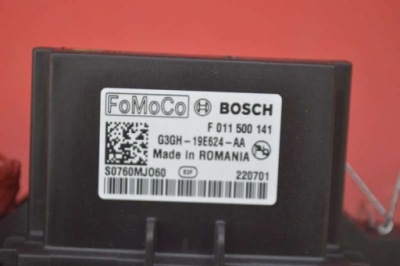 FoMoCo BOSCH
F 011 500 141
G3GH-19E624-AA
Made in ROMANIA
S0760MJ060 220701